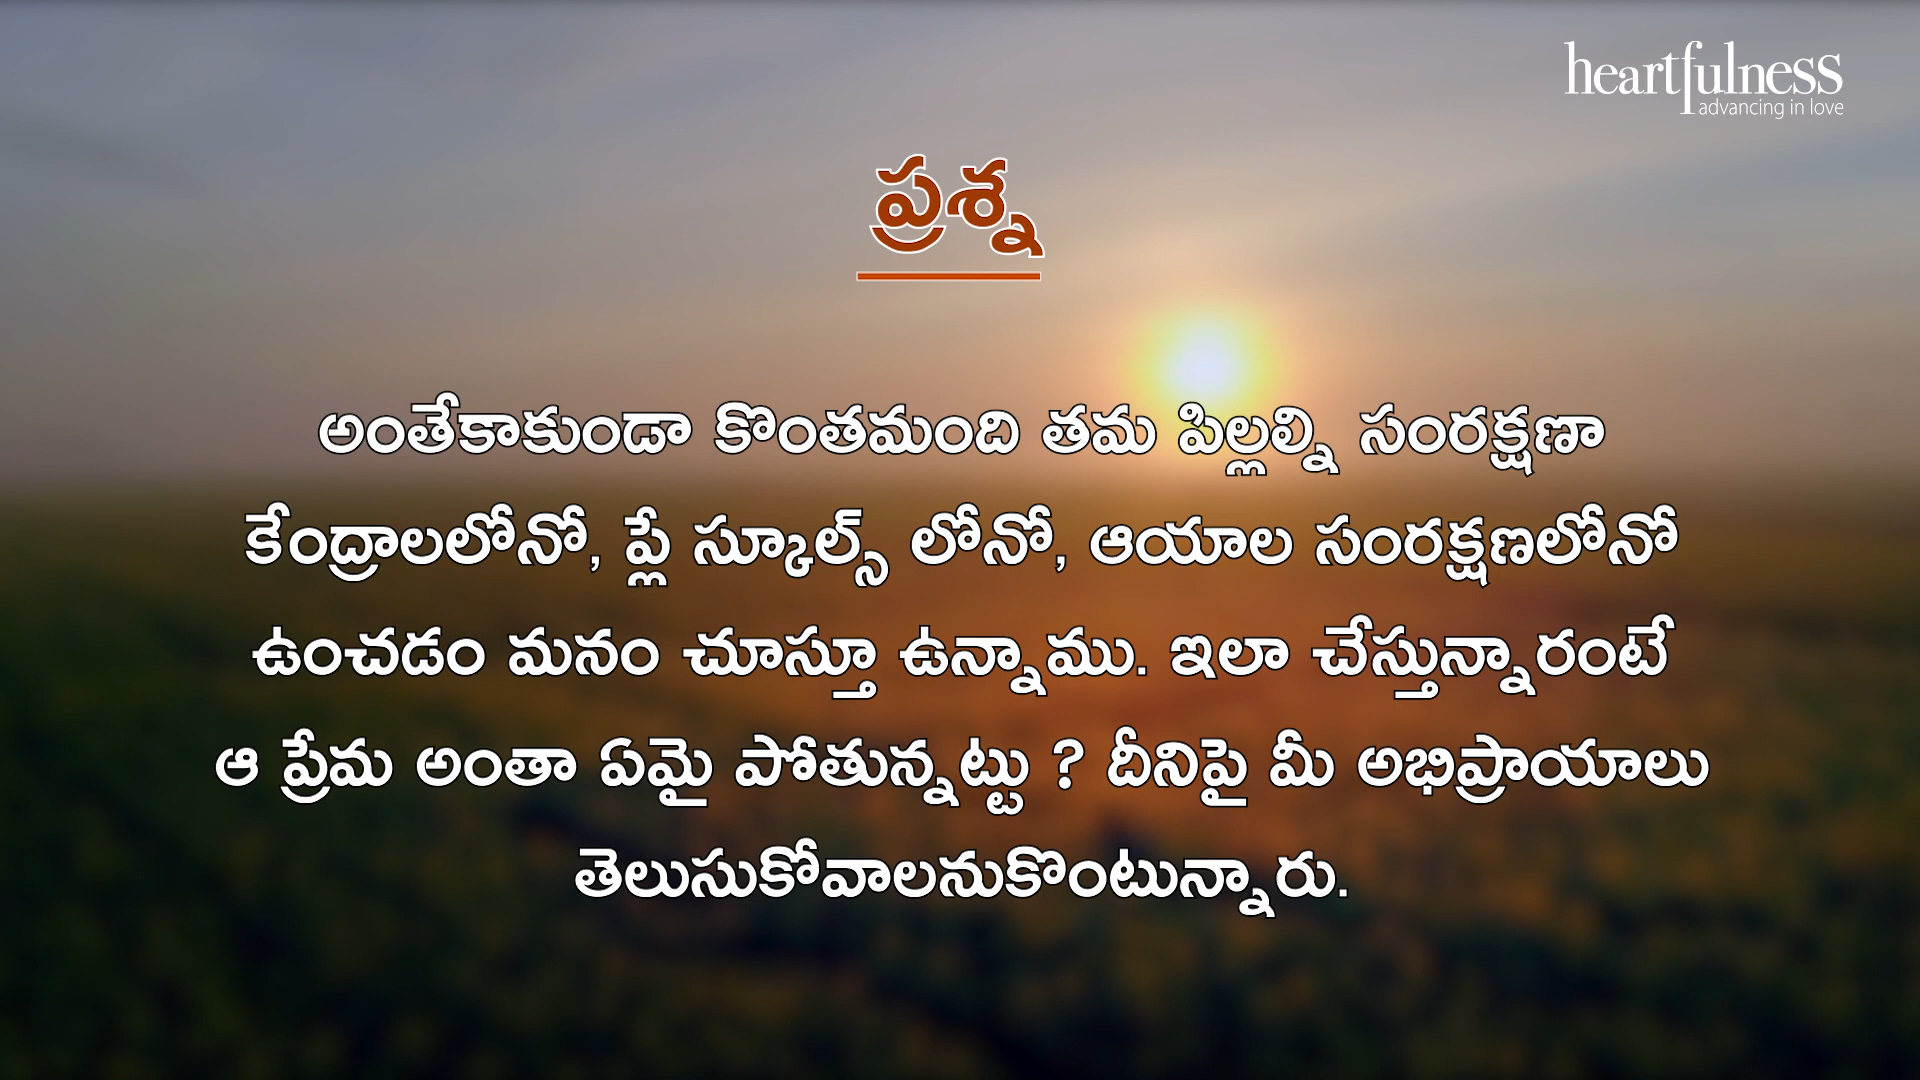 heartfulness
advancing in love
ప్రశ్న
అంతేకాకుండా కొంతమంది తమ పిల్లల్ని సంరక్షణా
కేంద్రాలలోనో, ప్లే స్కూల్స్ లోనో, ఆయాల సంరక్షణలోనో
ఉంచడం మనం చూస్తూ ఉన్నాము. ఇలా చేస్తున్నారంటే
ఆ ప్రేమ అంతా ఏమై పోతున్నట్టు ? దీనిపై మీ అభిప్రాయాలు
తెలుసుకోవాలనుకొంటున్నారు.